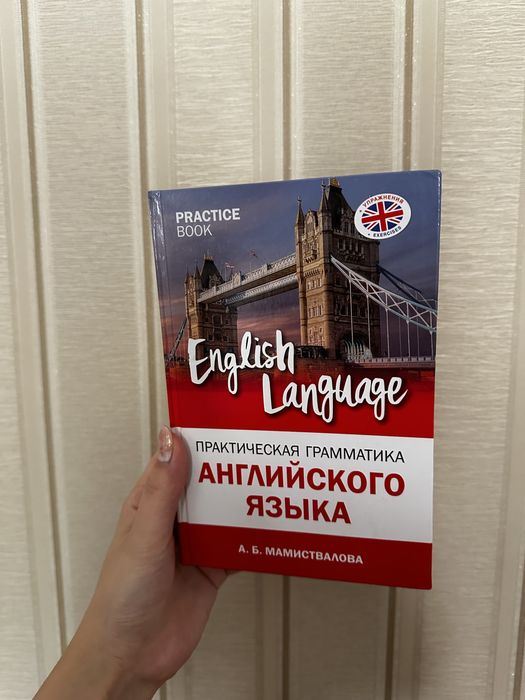 PRACTICE
BOOK
УПРАЖНЕНИЯ
EXERCISES
English
Language
ПРАКТИЧЕСКАЯ ГРАММАТИКА
АНГЛИЙСКОГО
ЯЗЫКА
А. Б. МАМИСТВАЛОВА